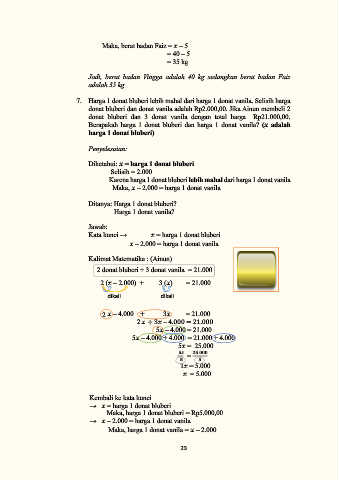 Maka, berat badan Faiz = x – 5
= 40 – 5
= 35 kg
Jadi, berat badan Vingga adalah 40 kg sedangkan berat badan Faiz
adalah 35 kg
7. Harga 1 donat bluberi lebih mahal dari harga 1 donat vanila. Selisih harga
donat bluberi dan donat vanila adalah Rp2.000,00. Jika Ainun membeli 2
donat bluberi dan 3 donat vanila dengan total harga Rp21.000,00.
Berapakah harga 1 donat bluberi dan harga 1 donat vanila? (x adalah
harga 1 donat bluberi)
Penyelesaian:
Diketahui: x = harga 1 donat bluberi
Selisih = 2.000
Karena harga 1 donat bluberi lebih mahal dari harga 1 donat vanila
Maka, x – 2.000 = harga 1 donat vanila
Ditanya: Harga 1 donat bluberi?
Harga 1 donat vanila?
Jawab:
Kata kunci → x = harga 1 donat bluberi
x – 2.000 = harga 1 donat vanila
Kalimat Matematika : (Ainun)
2 donat bluberi + 3 donat vanila = 21.000
2 (x – 2.000) + 3 (x) = 21.000
dikali dikali
2 x – 4.000 + 3x = 21.000
2 x + 3x – 4.000 = 21.000
5x – 4.000 = 21.000
5x – 4.000 + 4.000 = 21.000 + 4.000
5x = 25.000
5x/5 = 25.000/5
1x = 5.000
x = 5.000
Kembali ke kata kunci
→ x = harga 1 donat bluberi
Maka, harga 1 donat bluberi = Rp5.000,00
→ x – 2.000 = harga 1 donat vanila
Maka, harga 1 donat vanila = x – 2.000
23